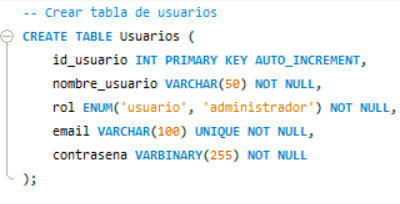 -- Crear tabla de usuarios
CREATE TABLE Usuarios (
id_usuario INT PRIMARY KEY AUTO_INCREMENT,
nombre_usuario VARCHAR(50) NOT NULL,
rol ENUM('usuario', 'administrador') NOT NULL,
email VARCHAR(100) UNIQUE NOT NULL,
contrasena VARBINARY(255) NOT NULL
);